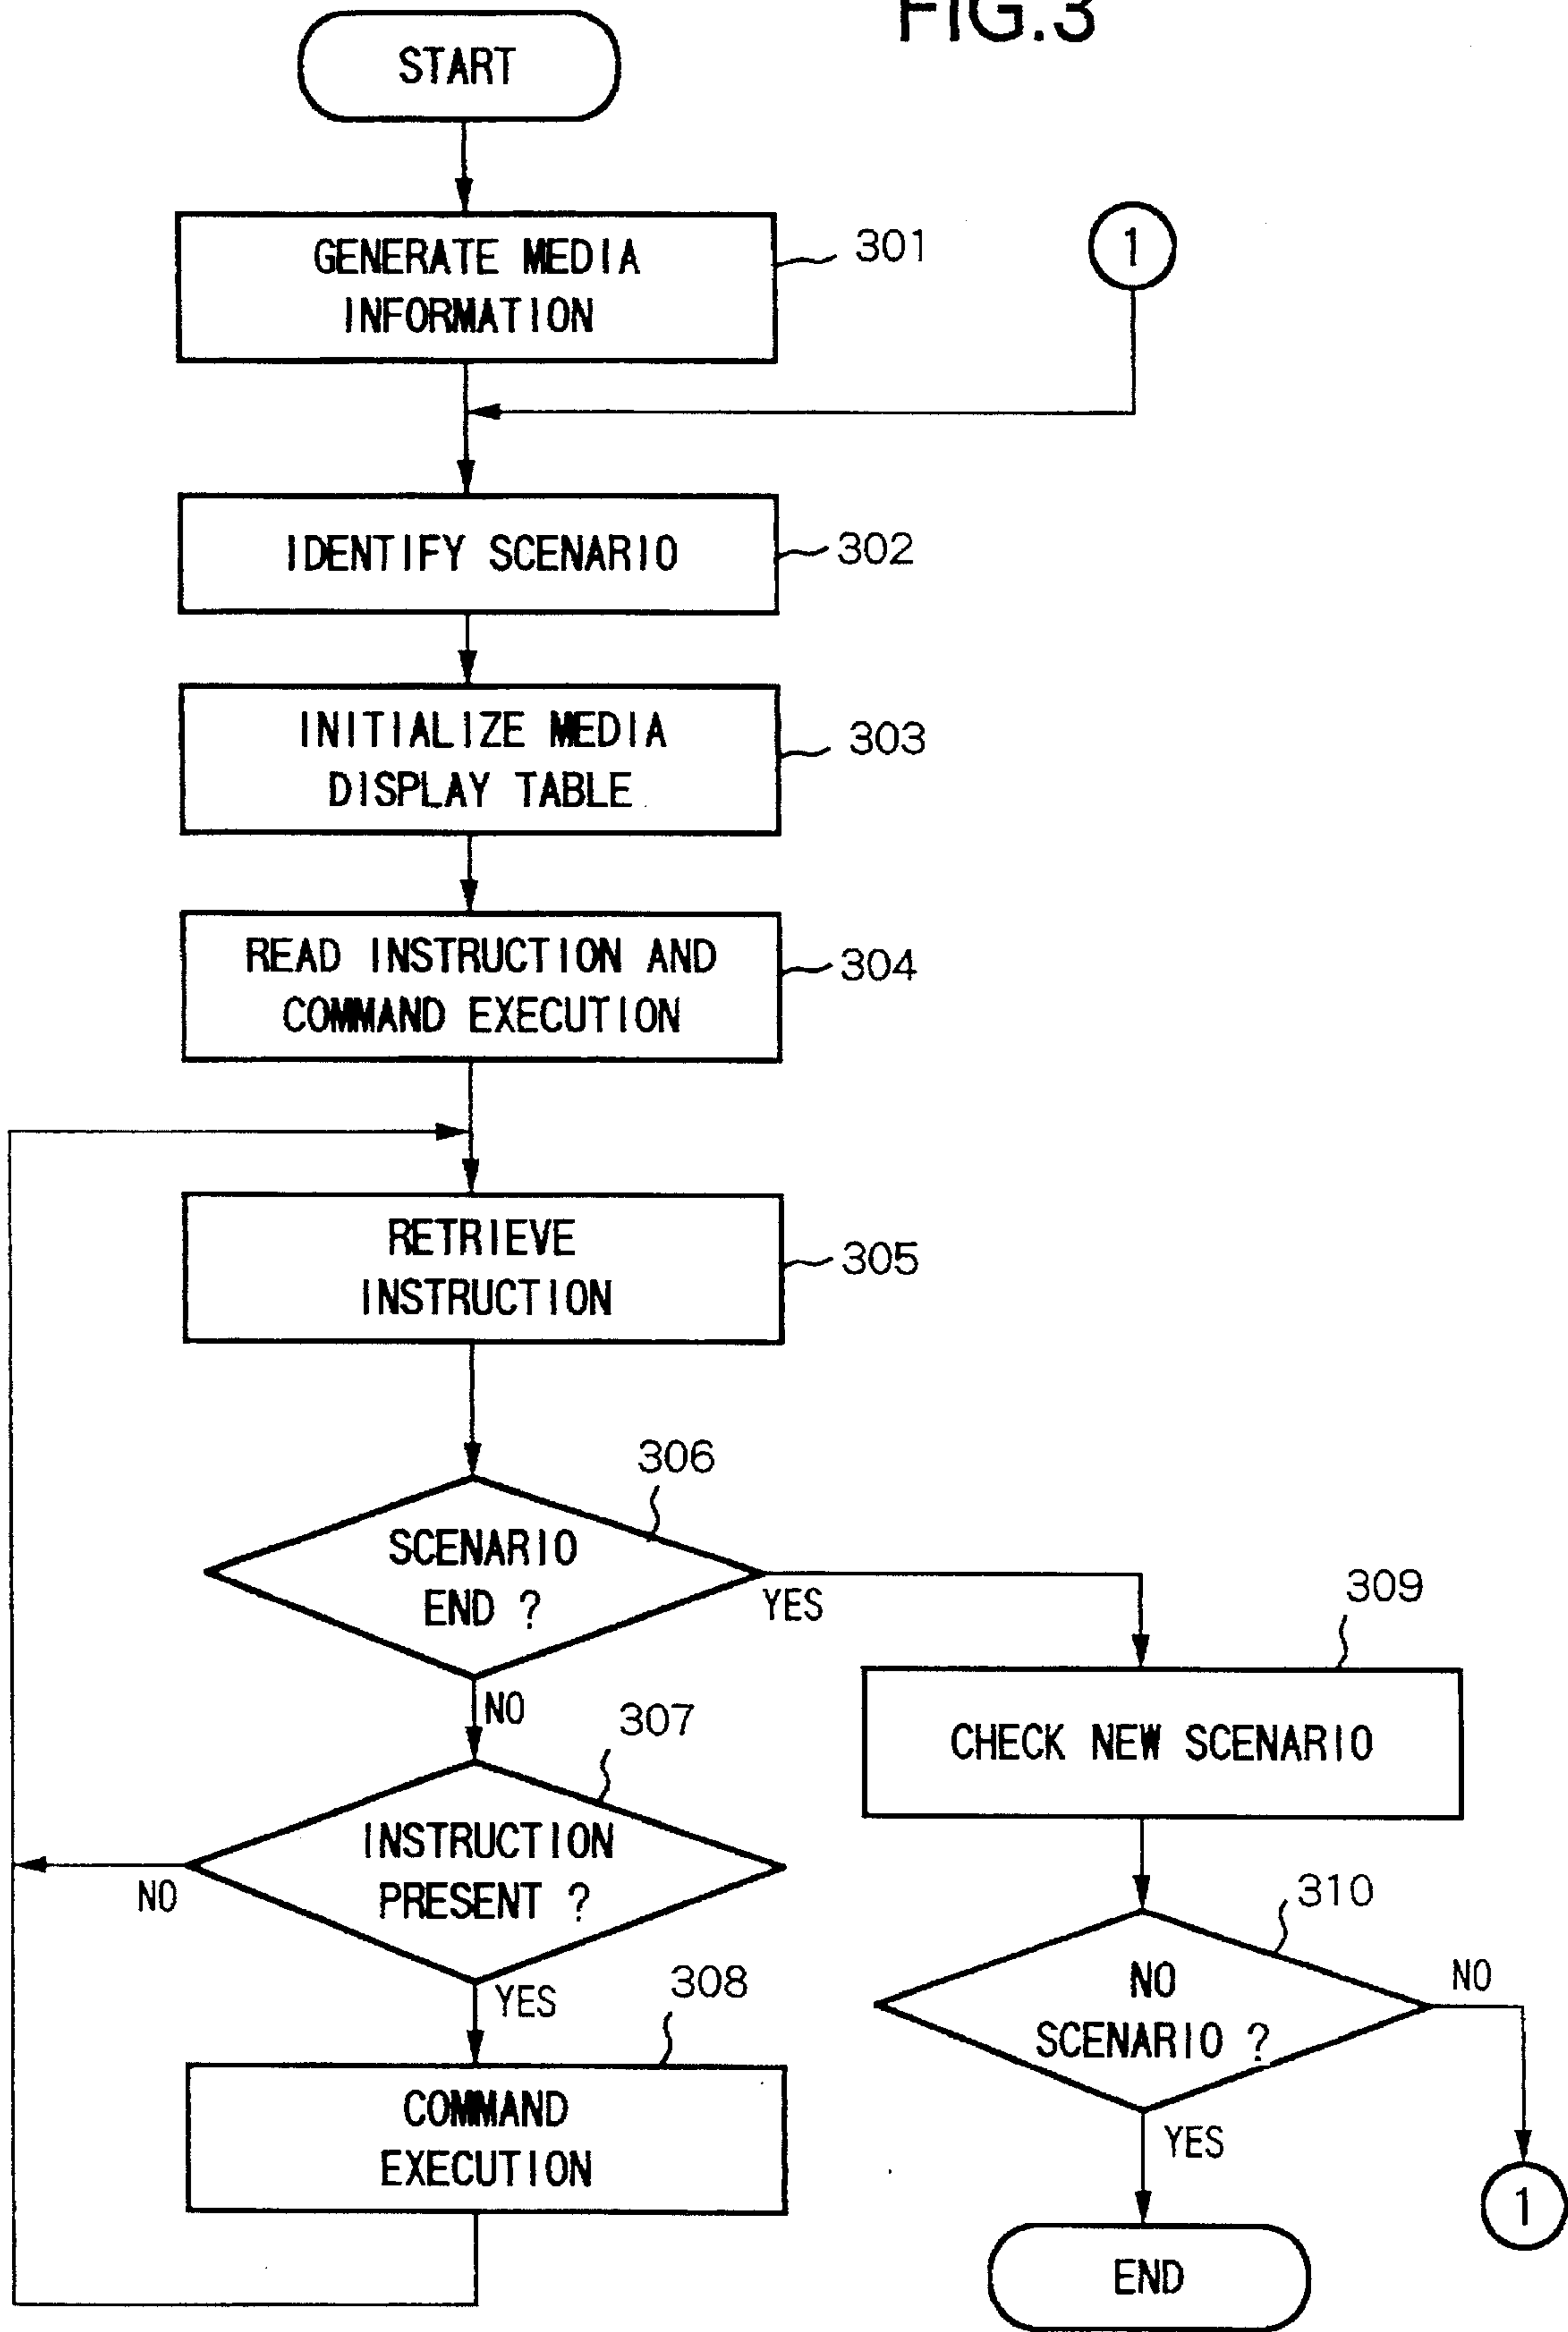 FIG.3
START
GENERATE MEDIA
INFORMATION
301
1
IDENTIFY SCENARIO
302
INITIALIZE MEDIA
DISPLAY TABLE
303
READ INSTRUCTION AND
COMMAND EXECUTION
304
RETRIEVE
INSTRUCTION
305
306
SCENARIO
END ?
YES
NO
307
INSTRUCTION
PRESENT ?
NO
YES
308
COMMAND
EXECUTION
309
CHECK NEW SCENARIO
310
NO
SCENARIO ?
NO
YES
1
END